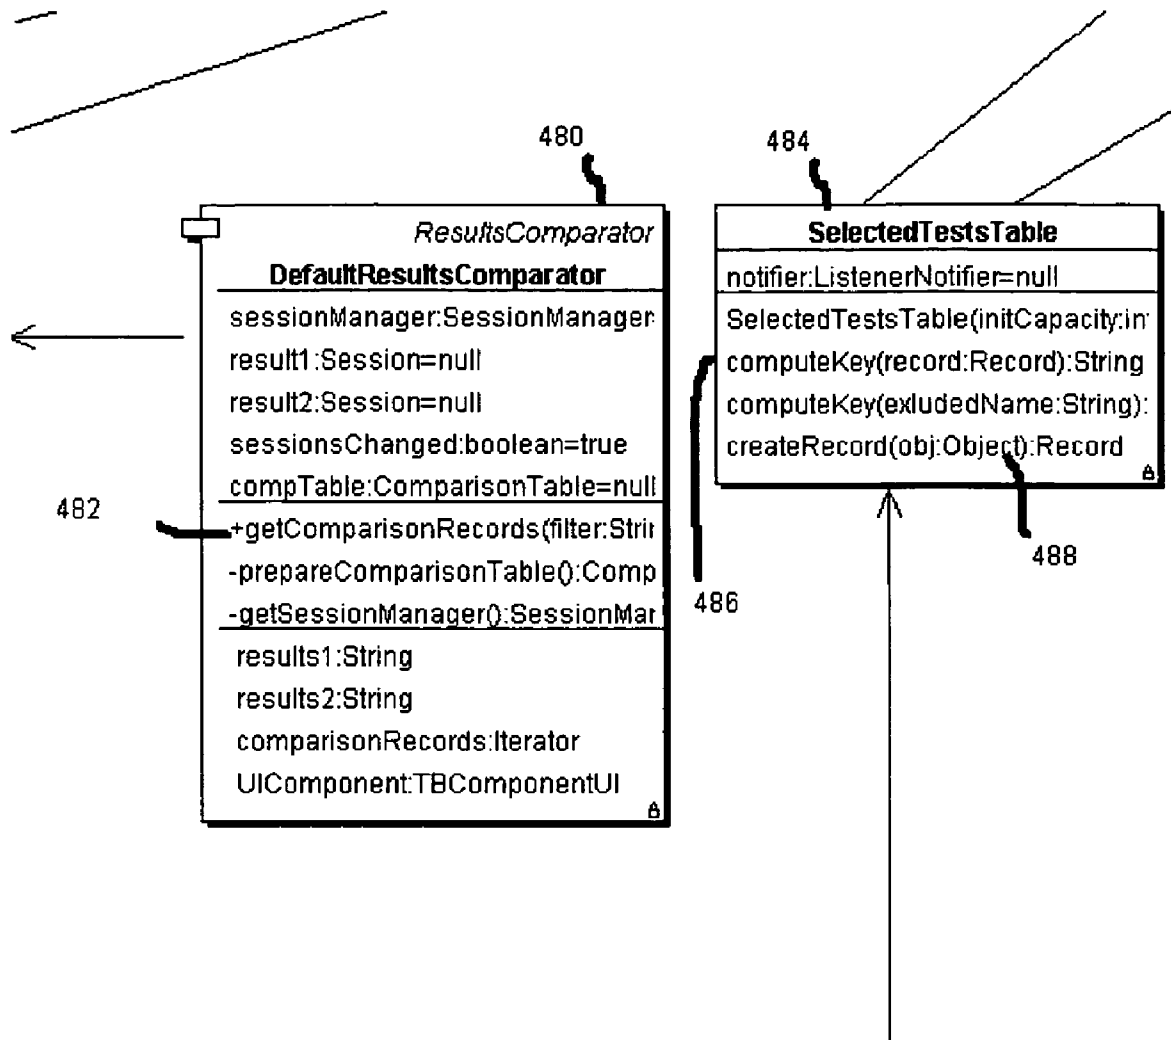 480
484
ResultsComparator
DefaultResultsComparator
sessionManager:SessionManager:
result1:Session=null
result2:Session=null
sessionsChanged:boolean=true
compTable:ComparisonTable=null
482
+getComparisonRecords(filter:Strin
-prepareComparisonTable():Comp
-getSessionManager():SessionMar
results1:String
results2:String
comparisonRecords:Iterator
UIComponent:TBComponentUI
SelectedTestsTable
notifier:ListenerNotifier=null
SelectedTestsTable(initCapacity:in
computeKey(record:Record):String
computeKey(exludedName:String):
createRecord(obj:Object):Record
486
488